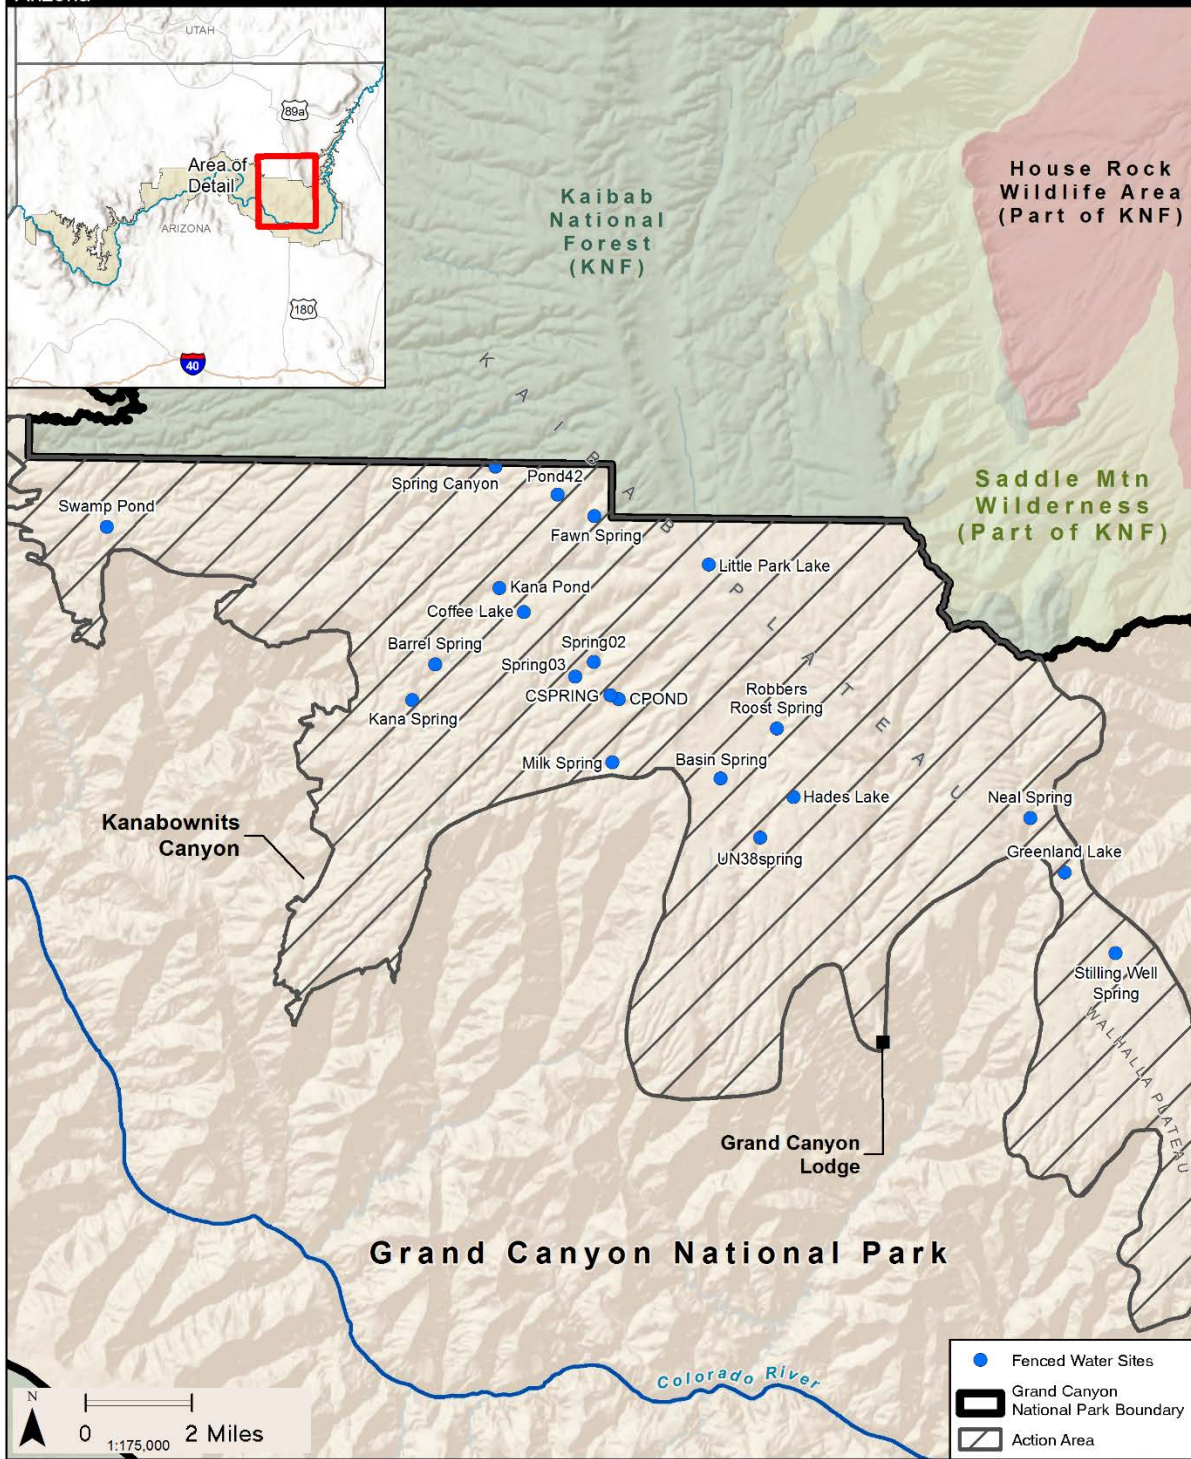 UTAH
89a
Area of
Detail
ARIZONA
180
40
Kaibab
National
Forest
(KNF)
House Rock
Wildlife Area
(Part of KNF)
Saddle Mtn
Wilderness
(Part of KNF)
KAIBAB PLATEAU
Spring Canyon
Pond42
Swamp Pond
Fawn Spring
Little Park Lake
Kana Pond
Coffee Lake
Barrel Spring
Spring02
Spring03
CSPRING
CPOND
Kana Spring
Robbers
Roost Spring
Milk Spring
Basin Spring
Hades Lake
Neal Spring
UN38spring
Greenland Lake
Kanabownits
Canyon
Stilling Well
Spring
WALHALLA PLATEAU
Grand Canyon
Lodge
Grand Canyon National Park
Colorado River
N
0 2 Miles
1:175,000
Fenced Water Sites
Grand Canyon
National Park Boundary
Action Area